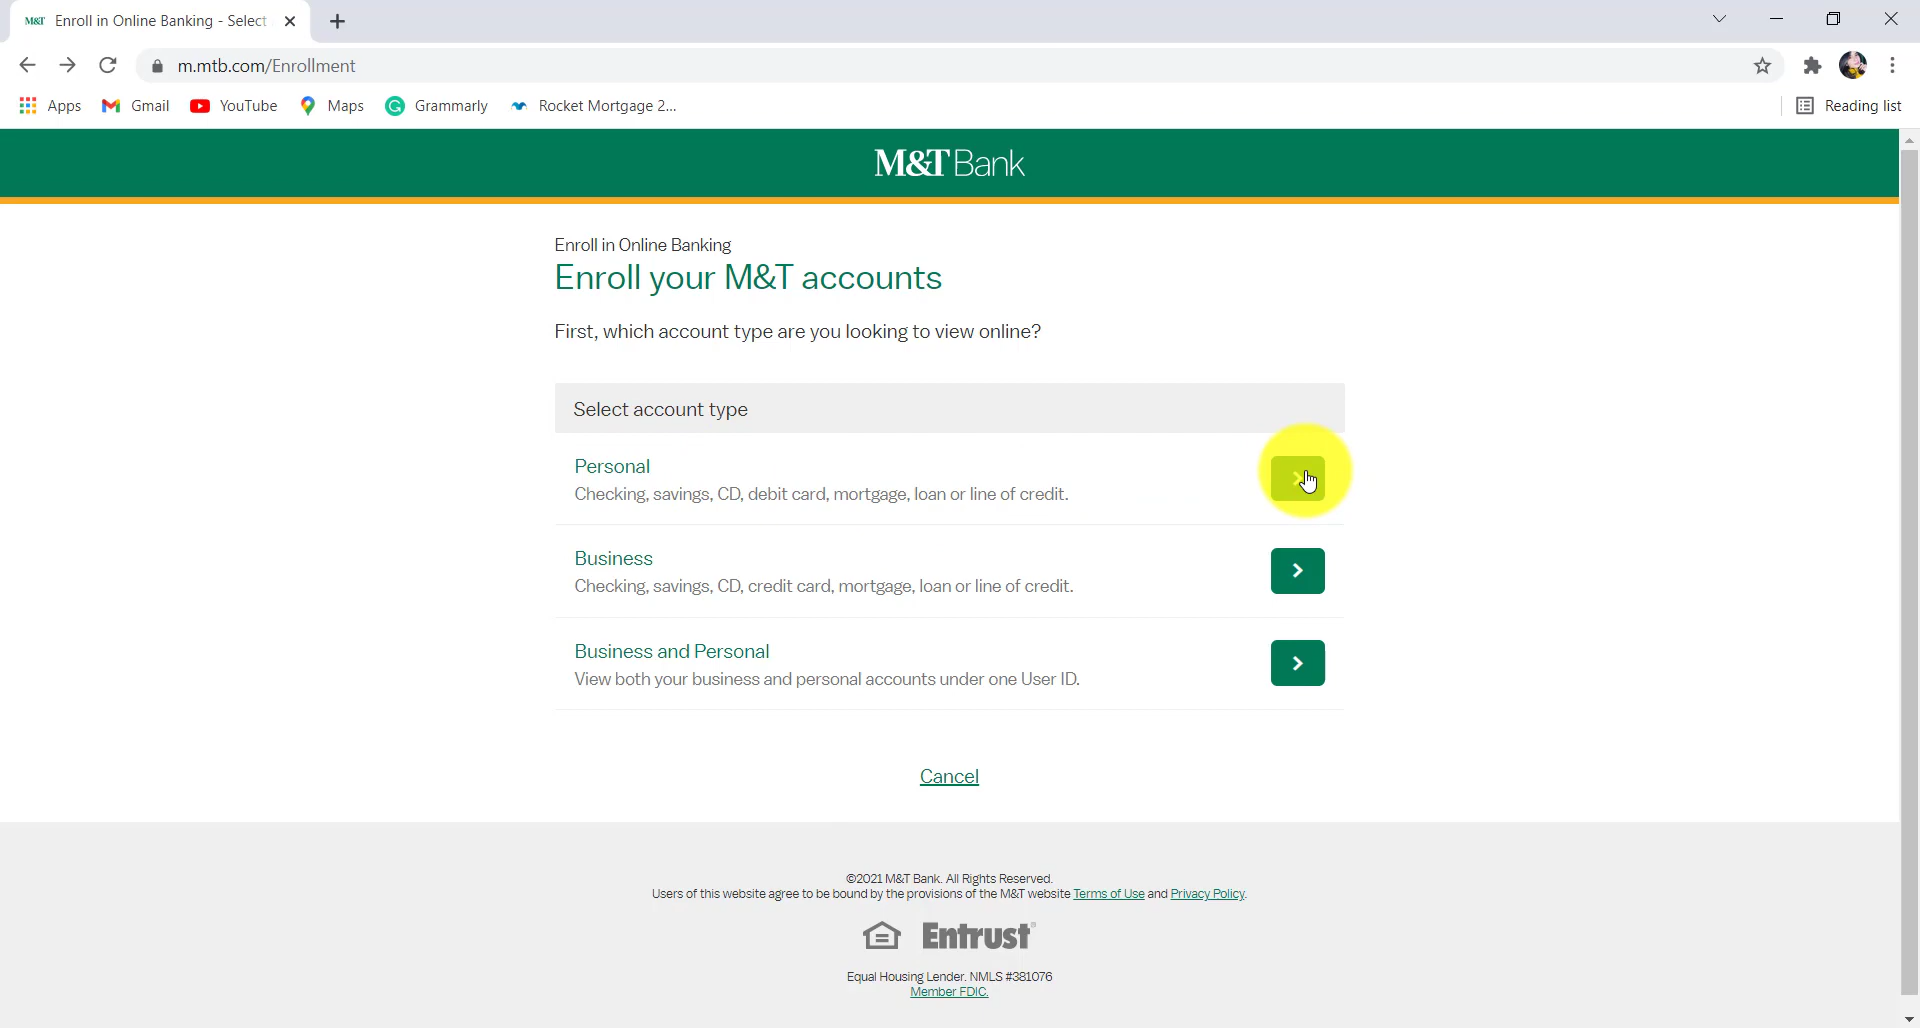 M&T Enroll in Online Banking - Select
m.mtb.com/Enrollment
Apps Gmail YouTube Maps Grammarly Rocket Mortgage 2... Reading list
M&T Bank
Enroll in Online Banking
Enroll your M&T accounts
First, which account type are you looking to view online?
Select account type
Personal
Checking, savings, CD, debit card, mortgage, loan or line of credit.
Business
Checking, savings, CD, credit card, mortgage, loan or line of credit.
Business and Personal
View both your business and personal accounts under one User ID.
Cancel
©2021 M&T Bank. All Rights Reserved.
Users of this website agree to be bound by the provisions of the M&T website Terms of Use and Privacy Policy.
Entrust
Equal Housing Lender. NMLS #381076
Member FDIC.